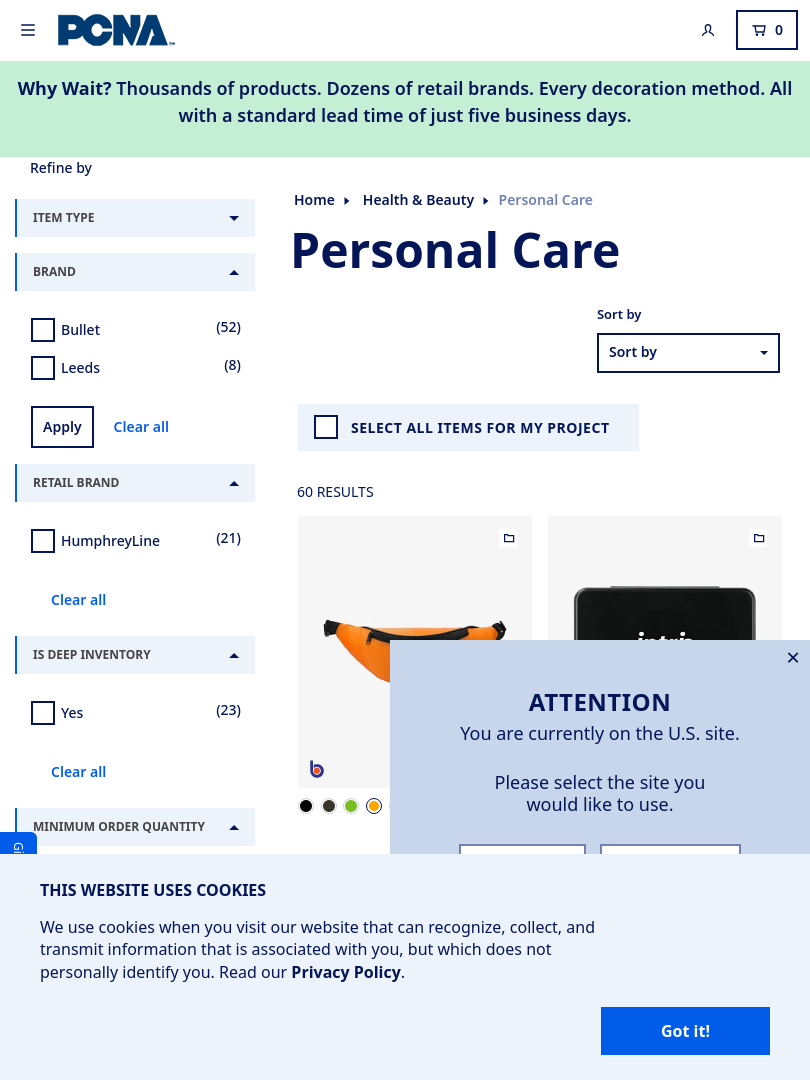 PCNA
0
Why Wait? Thousands of products. Dozens of retail brands. Every decoration method. All
with a standard lead time of just five business days.
Refine by
ITEM TYPE
BRAND
Bullet (52)
Leeds (8)
Apply Clear all
RETAIL BRAND
HumphreyLine (21)
Clear all
IS DEEP INVENTORY
Yes (23)
Clear all
MINIMUM ORDER QUANTITY
Home Health & Beauty Personal Care
Personal Care
Sort by
Sort by
SELECT ALL ITEMS FOR MY PROJECT
60 RESULTS
ATTENTION
You are currently on the U.S. site.
Please select the site you
would like to use.
THIS WEBSITE USES COOKIES
We use cookies when you visit our website that can recognize, collect, and
transmit information that is associated with you, but which does not
personally identify you. Read our Privacy Policy.
Got it!